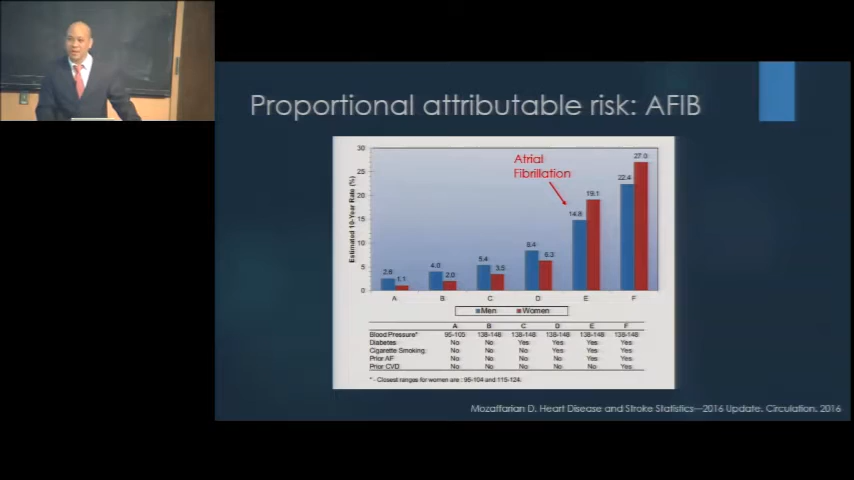 Proportional attributable risk: AFIB
30
25
20
15
10
5
0
Estimated 10-Year Rate (%)
Atrial
Fibrillation
2.6
1.1
4.0
2.0
5.4
3.5
8.4
6.3
14.8
19.1
22.4
27.0
A B C D E F
Men Women
A B C D E F
Blood Pressure* 95-105 138-148 138-148 138-148 138-148 138-148
Diabetes No No Yes Yes Yes Yes
Cigarette Smoking No No No Yes Yes Yes
Prior AF No No No No Yes Yes
Prior CVD No No No No No Yes
* - Closest ranges for women are : 95-104 and 115-124.
Mozaffarian D. Heart Disease and Stroke Statistics—2016 Update. Circulation. 2016